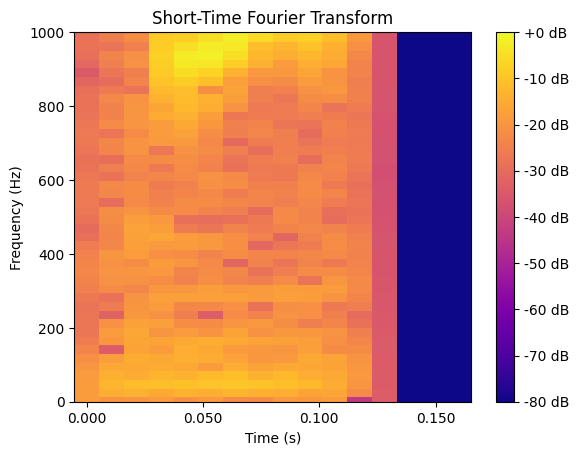 Short-Time Fourier Transform
1000
800
600
400
200
0
Frequency (Hz)
0.000
0.050
0.100
0.150
Time (s)
+0 dB
-10 dB
-20 dB
-30 dB
-40 dB
-50 dB
-60 dB
-70 dB
-80 dB